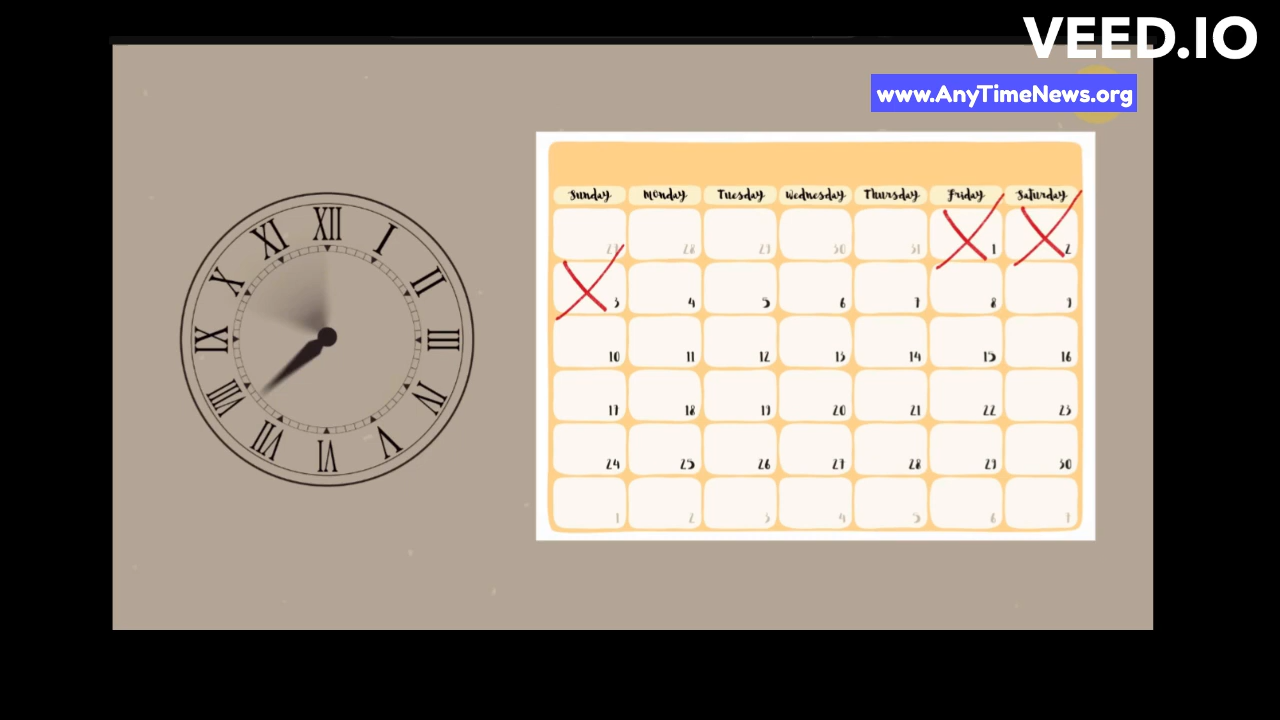 VEED.IO
www.AnyTimeNews.org
XII
XI I
X II
IX III
VIII IV
VII V
VI
Sunday Monday Tuesday Wednesday Thursday Friday Saturday
28 29 30 31 1 2
3 4 5 6 7 8 9
10 11 12 13 14 15 16
17 18 19 20 21 22 23
24 25 26 27 28 29 30
1 2 3 4 5 6 7